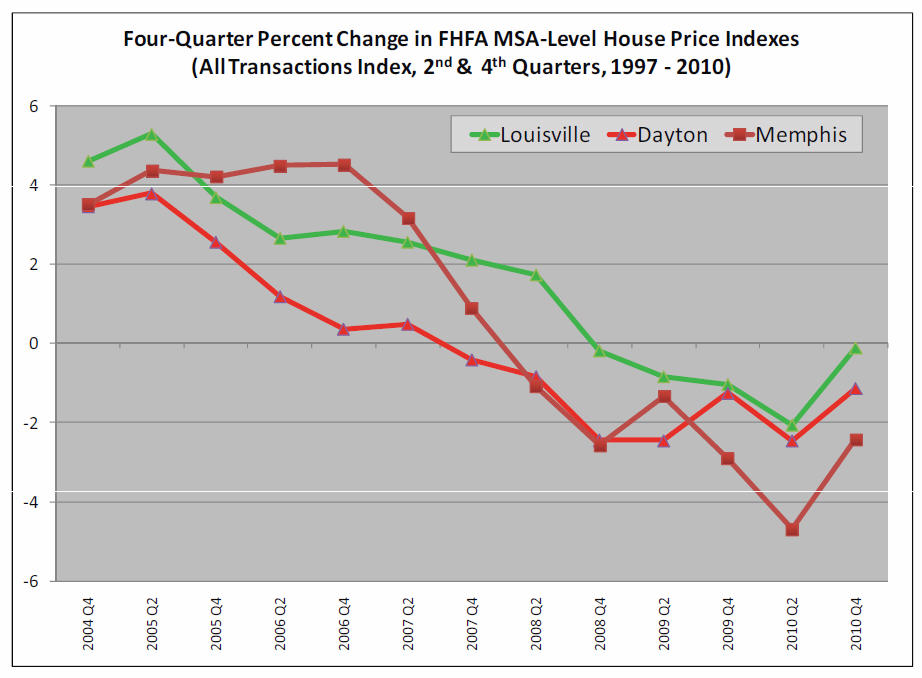 Four-Quarter Percent Change in FHFA MSA-Level House Price Indexes
(All Transactions Index, 2nd & 4th Quarters, 1997 - 2010)
Louisville Dayton Memphis
6
4
2
0
-2
-4
-6
2004 Q4
2005 Q2
2005 Q4
2006 Q2
2006 Q4
2007 Q2
2007 Q4
2008 Q2
2008 Q4
2009 Q2
2009 Q4
2010 Q2
2010 Q4